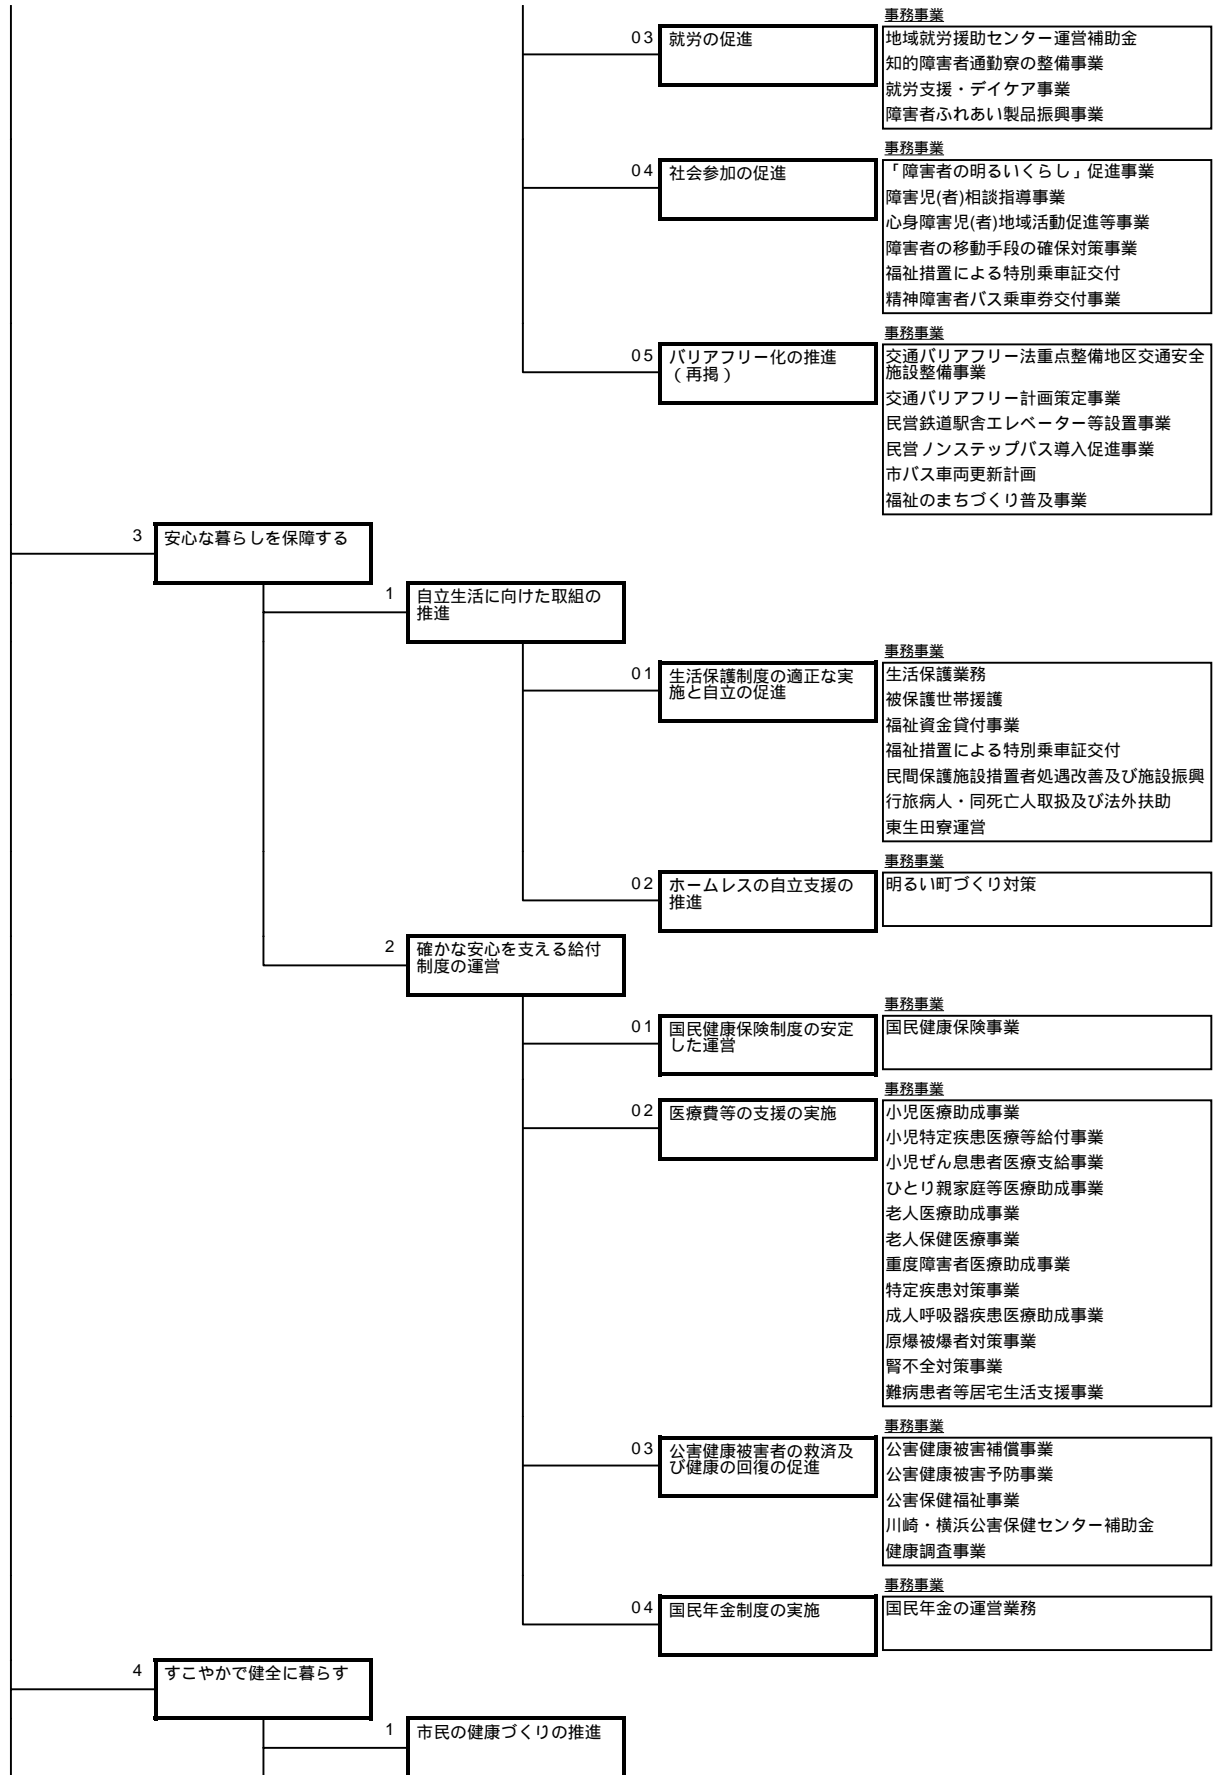 事務事業
03 就労の促進
地域就労援助センター運営補助金
知的障害者通勤寮の整備事業
就労支援・デイケア事業
障害者ふれあい製品振興事業
事務事業
04 社会参加の促進
「障害者の明るいくらし」促進事業
障害児(者)相談指導事業
心身障害児(者)地域活動促進等事業
障害者の移動手段の確保対策事業
福祉措置による特別乗車証交付
精神障害者バス乗車券交付事業
事務事業
05 バリアフリー化の推進
(再掲)
交通バリアフリー法重点整備地区交通安全
施設整備事業
交通バリアフリー計画策定事業
民営鉄道駅舎エレベーター等設置事業
民営ノンステップバス導入促進事業
市バス車両更新計画
福祉のまちづくり普及事業
3 安心な暮らしを保障する
1 自立生活に向けた取組の
推進
事務事業
01 生活保護制度の適正な実
施と自立の促進
生活保護業務
被保護世帯援護
福祉資金貸付事業
福祉措置による特別乗車証交付
民間保護施設措置者処遇改善及び施設振興
行旅病人・同死亡人取扱及び法外扶助
東生田寮運営
事務事業
02 ホームレスの自立支援の
推進
明るい町づくり対策
2 確かな安心を支える給付
制度の運営
事務事業
01 国民健康保険制度の安定
した運営
国民健康保険事業
事務事業
02 医療費等の支援の実施
小児医療助成事業
小児特定疾患医療等給付事業
小児ぜん息患者医療支給事業
ひとり親家庭等医療助成事業
老人医療助成事業
老人保健医療事業
重度障害者医療助成事業
特定疾患対策事業
成人呼吸器疾患医療助成事業
原爆被爆者対策事業
腎不全対策事業
難病患者等居宅生活支援事業
事務事業
03 公害健康被害者の救済及
び健康の回復の促進
公害健康被害補償事業
公害健康被害予防事業
公害保健福祉事業
川崎・横浜公害保健センター補助金
健康調査事業
事務事業
04 国民年金制度の実施
国民年金の運営業務
4 すこやかで健全に暮らす
1 市民の健康づくりの推進